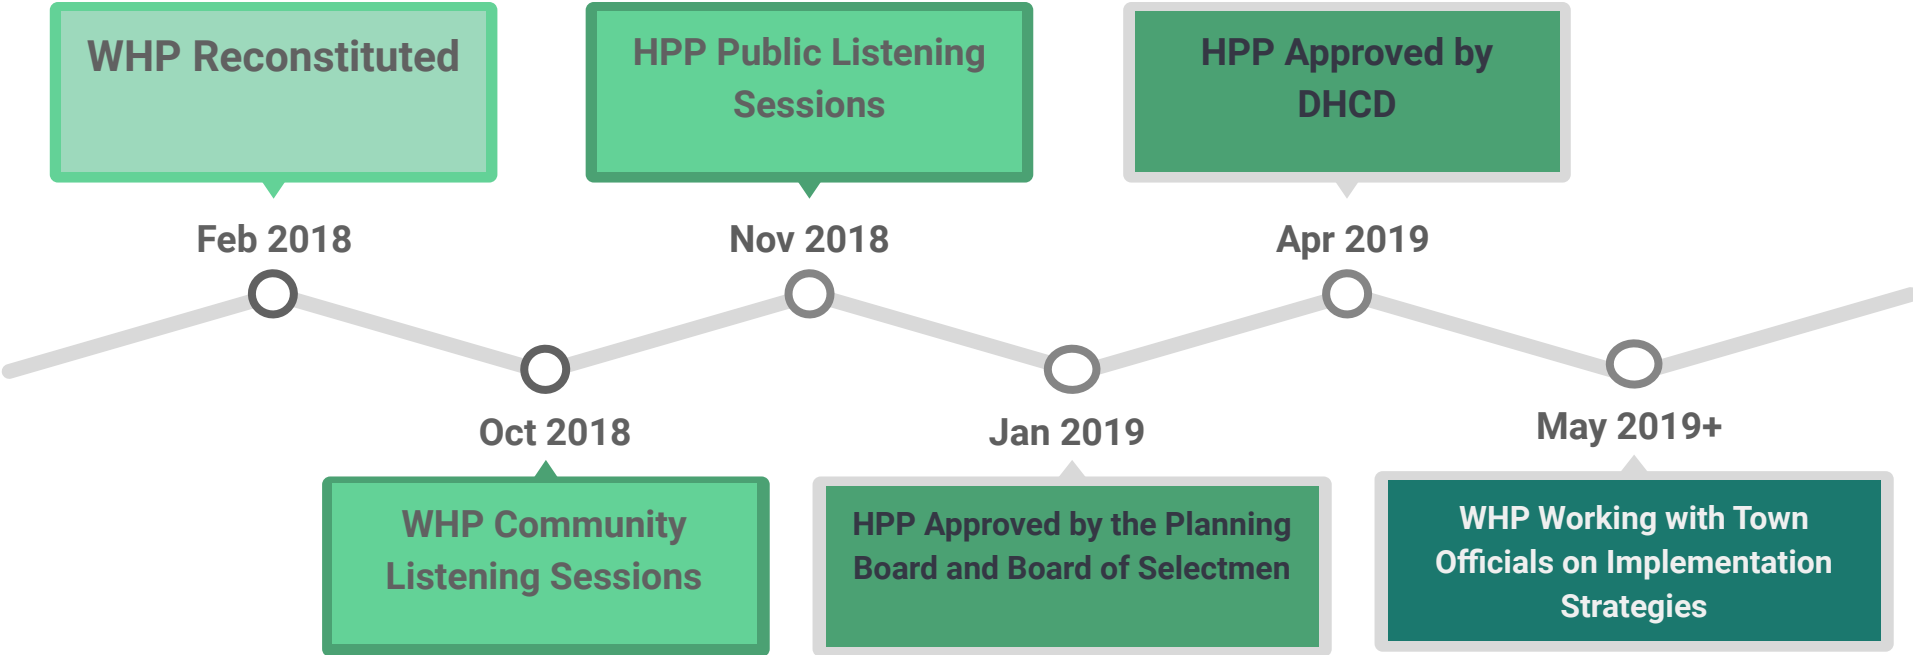 WHP Reconstituted
Feb 2018
Oct 2018
WHP Community
Listening Sessions
HPP Public Listening
Sessions
Nov 2018
Jan 2019
HPP Approved by the Planning
Board and Board of Selectmen
HPP Approved by
DHCD
Apr 2019
May 2019+
WHP Working with Town
Officials on Implementation
Strategies